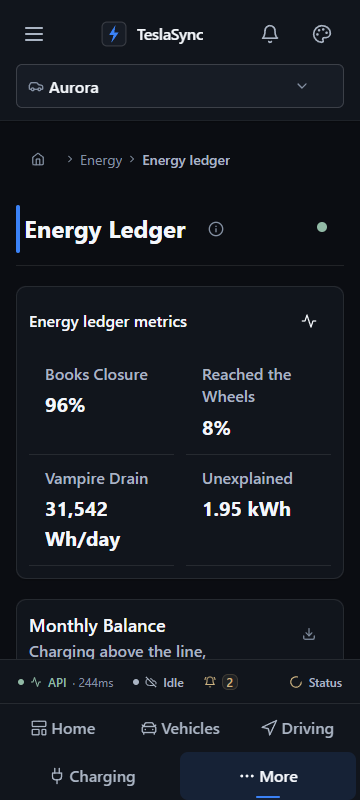 TeslaSync
Aurora
Energy
Energy ledger
Energy Ledger
Energy ledger metrics
Books Closure
96%
Reached the
Wheels
8%
Vampire Drain
31,542
Wh/day
Unexplained
1.95 kWh
Monthly Balance
Charging above the line,
API · 244ms
Idle
2
Status
Home
Vehicles
Driving
Charging
More